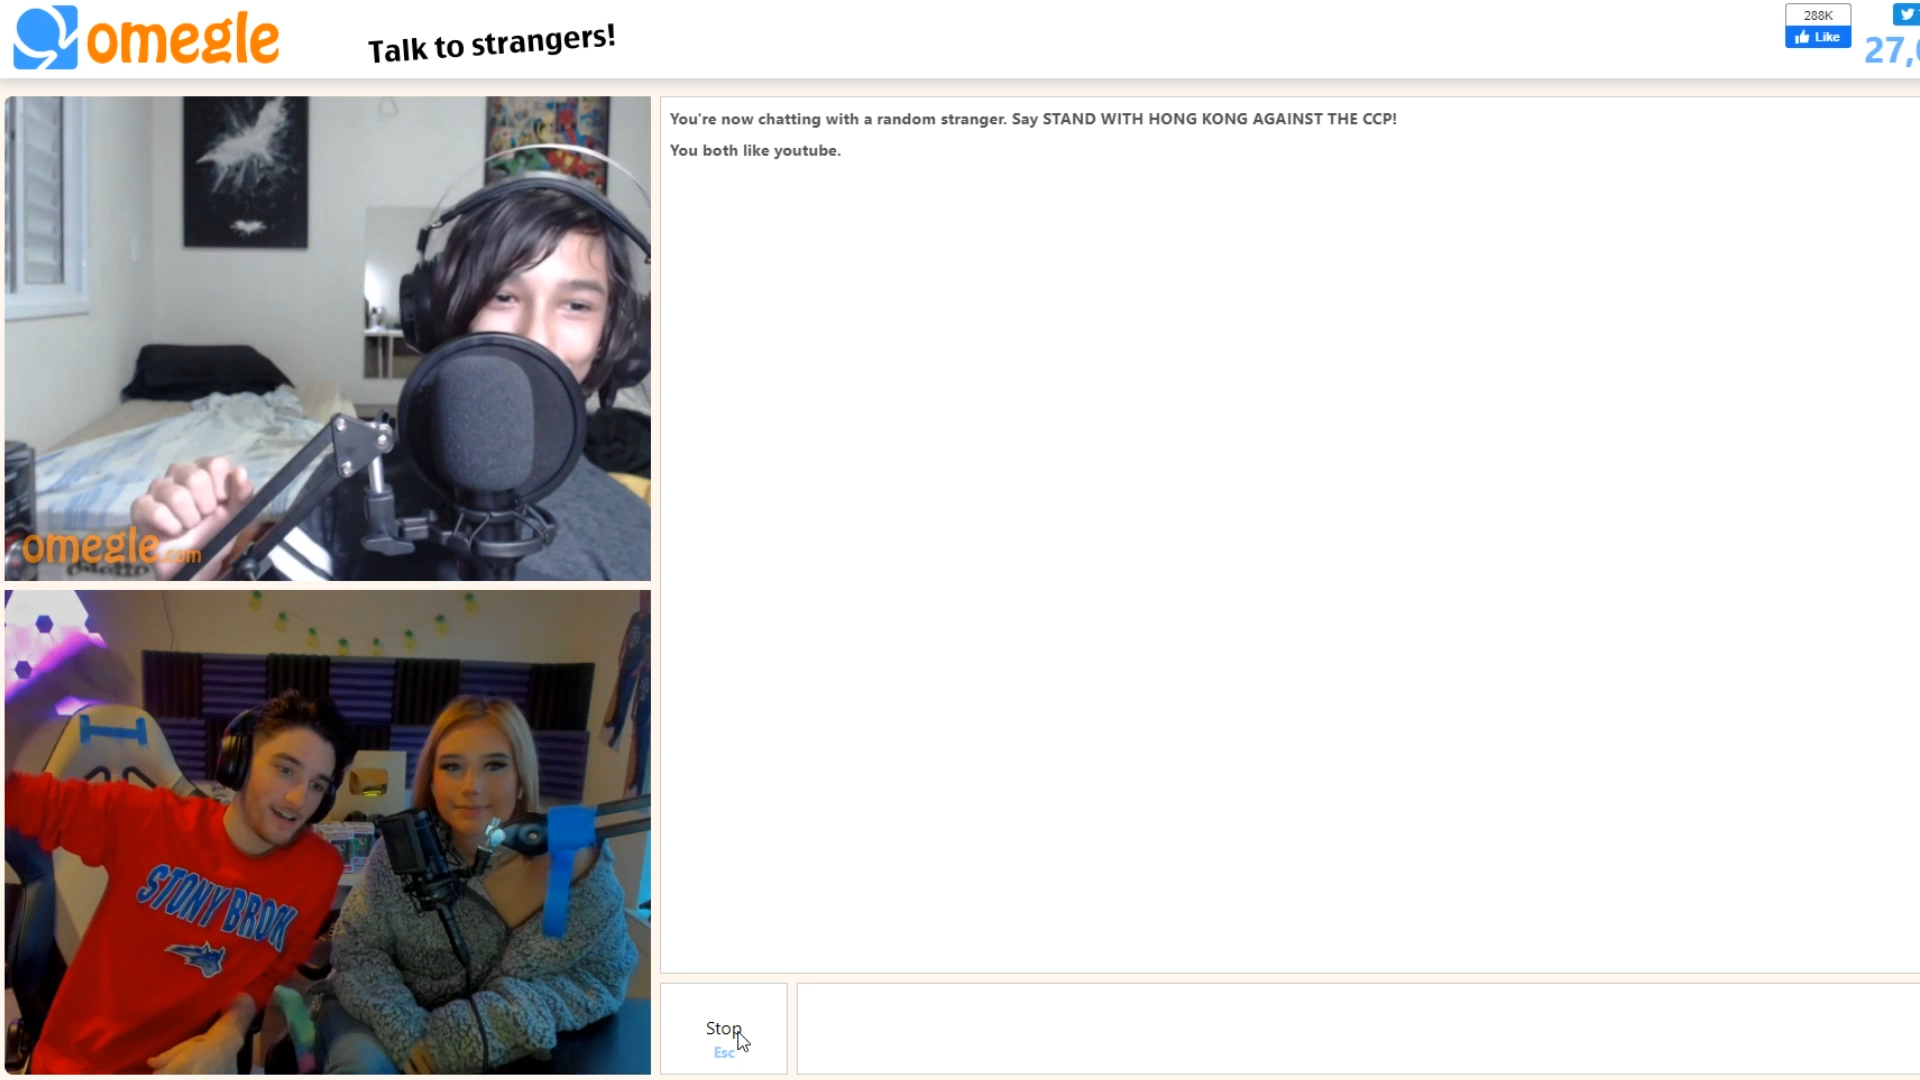 omegle
Talk to strangers!
288K
Like
You're now chatting with a random stranger. Say STAND WITH HONG KONG AGAINST THE CCP!
You both like youtube.
omegle.com
STONY BROOK
Stop
Esc